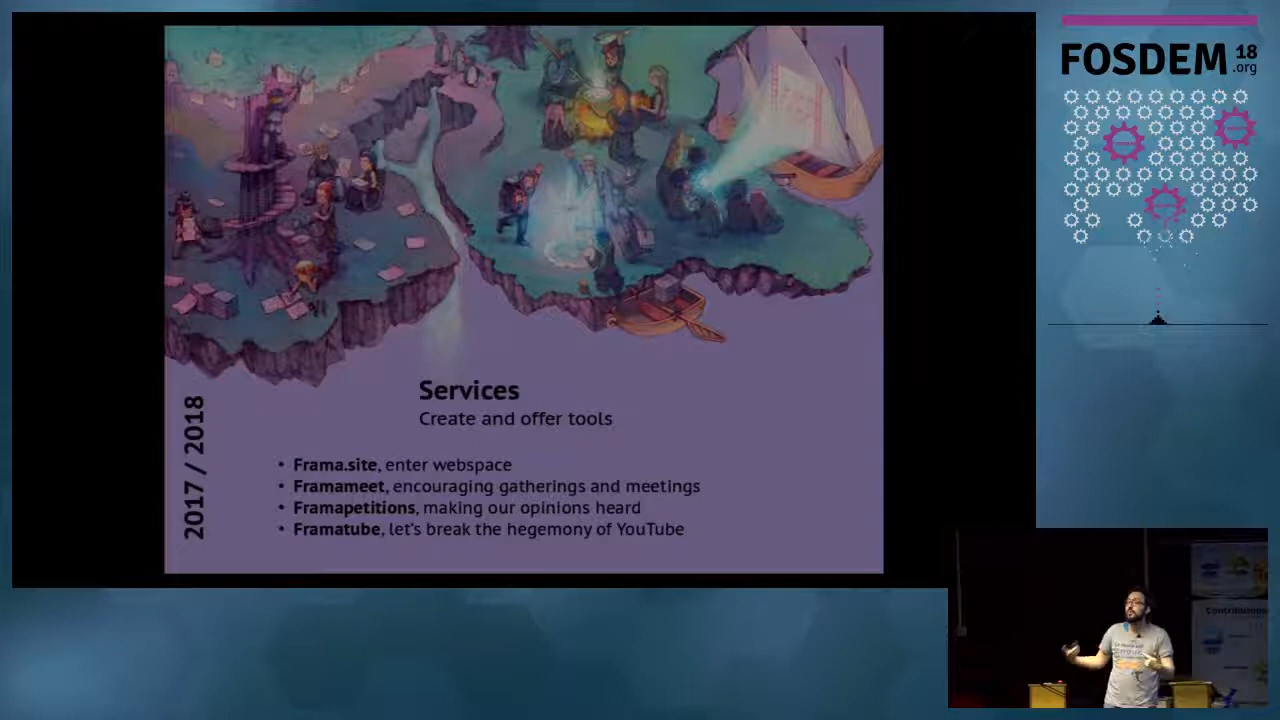 FOSDEM 18
.org
Services
Create and offer tools
2017 / 2018
• Frama.site, enter webspace
• Framameet, encouraging gatherings and meetings
• Framapetitions, making our opinions heard
• Framatube, let's break the hegemony of YouTube